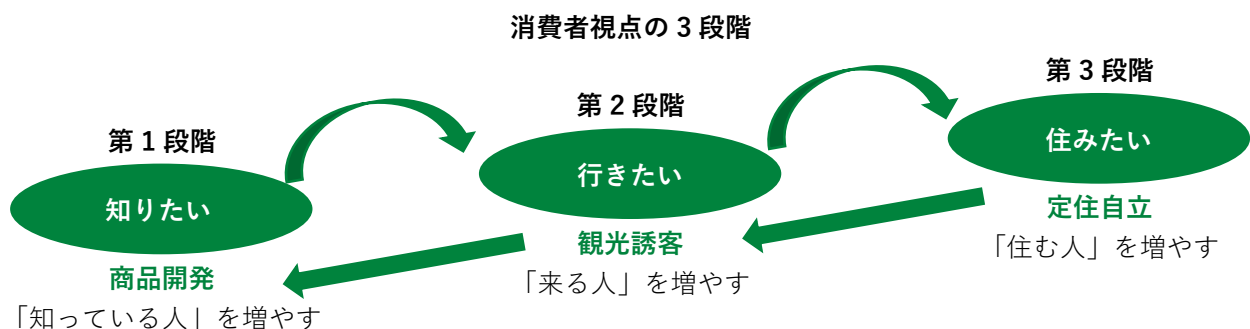 消費者視点の 3 段階
第 1 段階
知りたい
商品開発
「知っている人」を増やす
第 2 段階
行きたい
観光誘客
「来る人」を増やす
第 3 段階
住みたい
定住自立
「住む人」を増やす